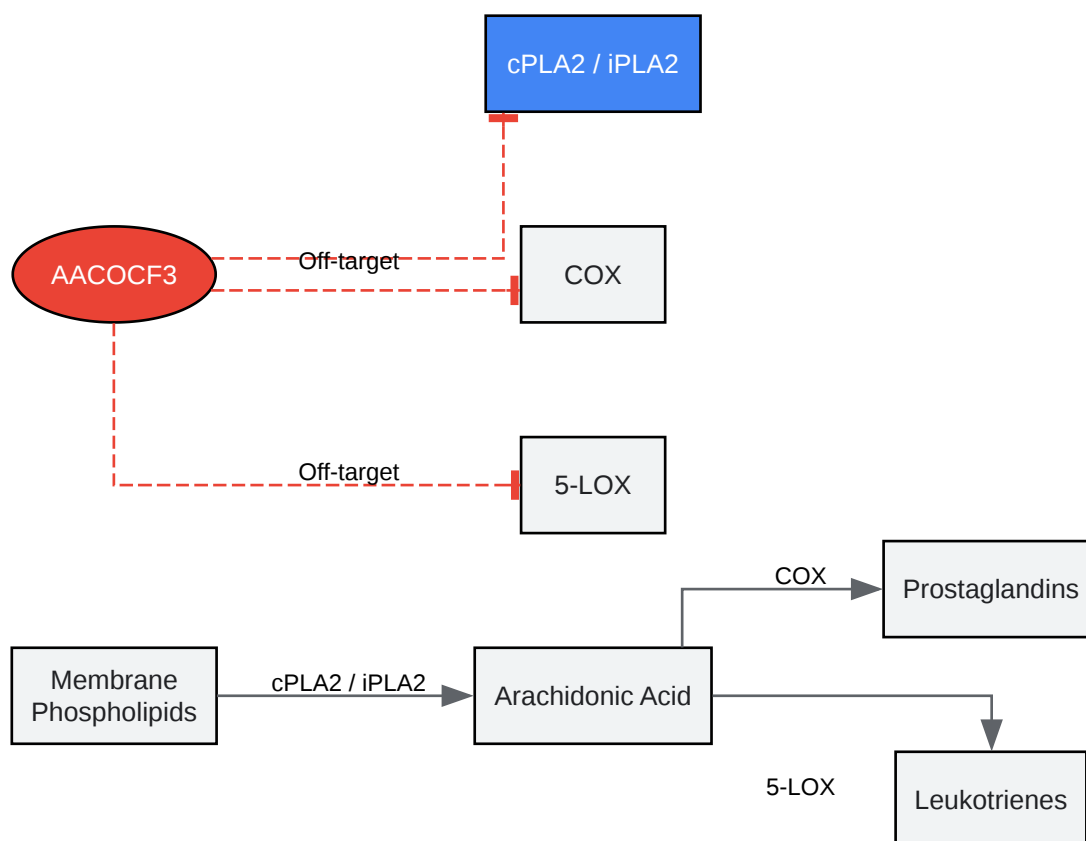 cPLA2 / iPLA2
AACOCF3
Off-target
COX
Off-target
5-LOX
COX
Prostaglandins
Membrane
Phospholipids
cPLA2 / iPLA2
Arachidonic Acid
5-LOX
Leukotrienes